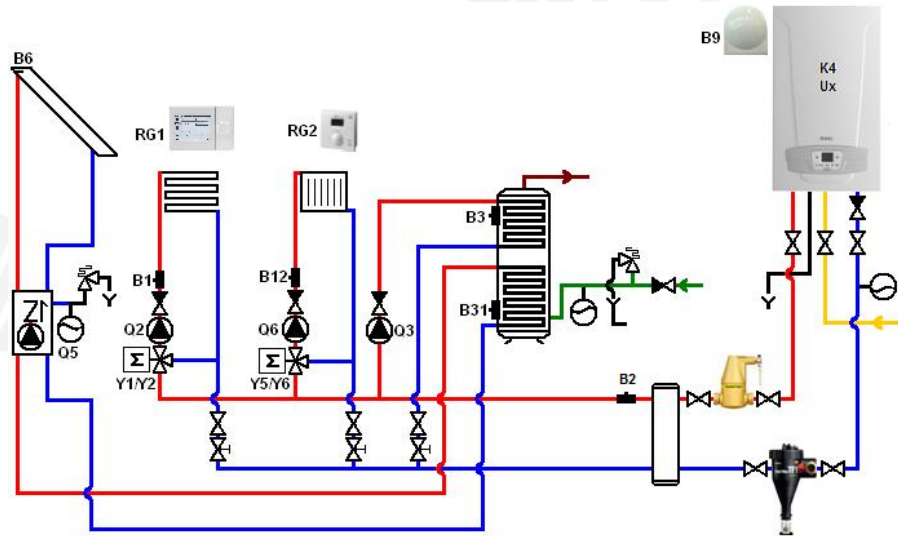 B6
B9
K4
Ux
RG1
RG2
B3
B1
B12
B31
Q2
Q6
Q3
Q5
Σ
Σ
Y1/Y2
Y5/Y6
B2